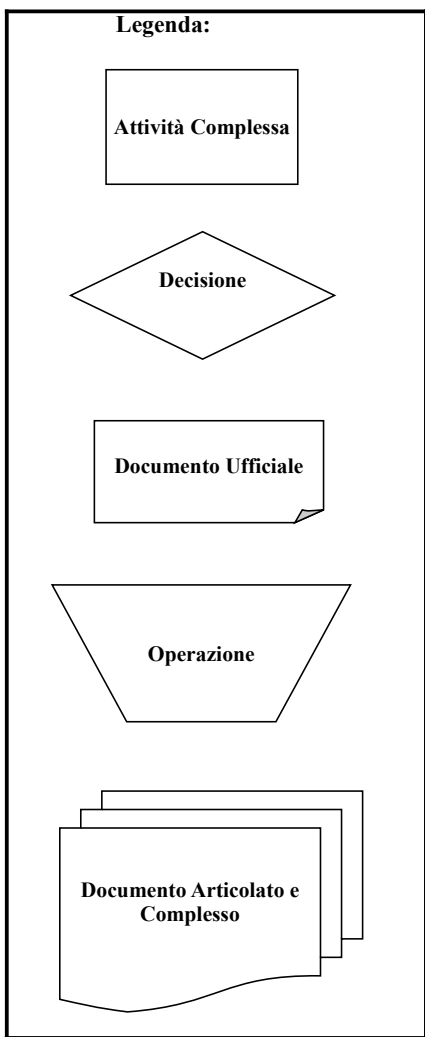 Legenda:
Attività Complessa
Decisione
Documento Ufficiale
Operazione
Documento Articolato e
Complesso